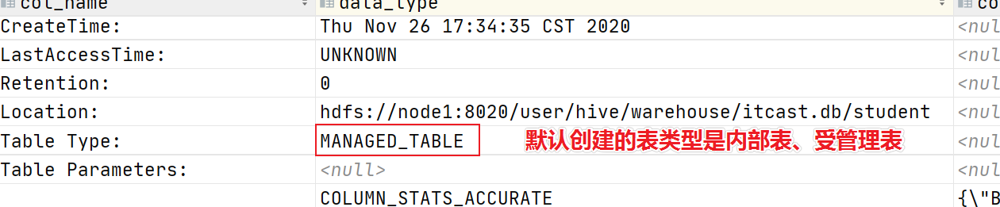 col_name data_type co
CreateTime: Thu Nov 26 17:34:35 CST 2020 <nul
LastAccessTime: UNKNOWN <nul
Retention: 0 <nul
Location: hdfs://node1:8020/user/hive/warehouse/itcast.db/student <nul
Table Type: MANAGED_TABLE 默认创建的表类型是内部表、受管理表 <nul
Table Parameters: <null> <nul
COLUMN_STATS_ACCURATE {\"B